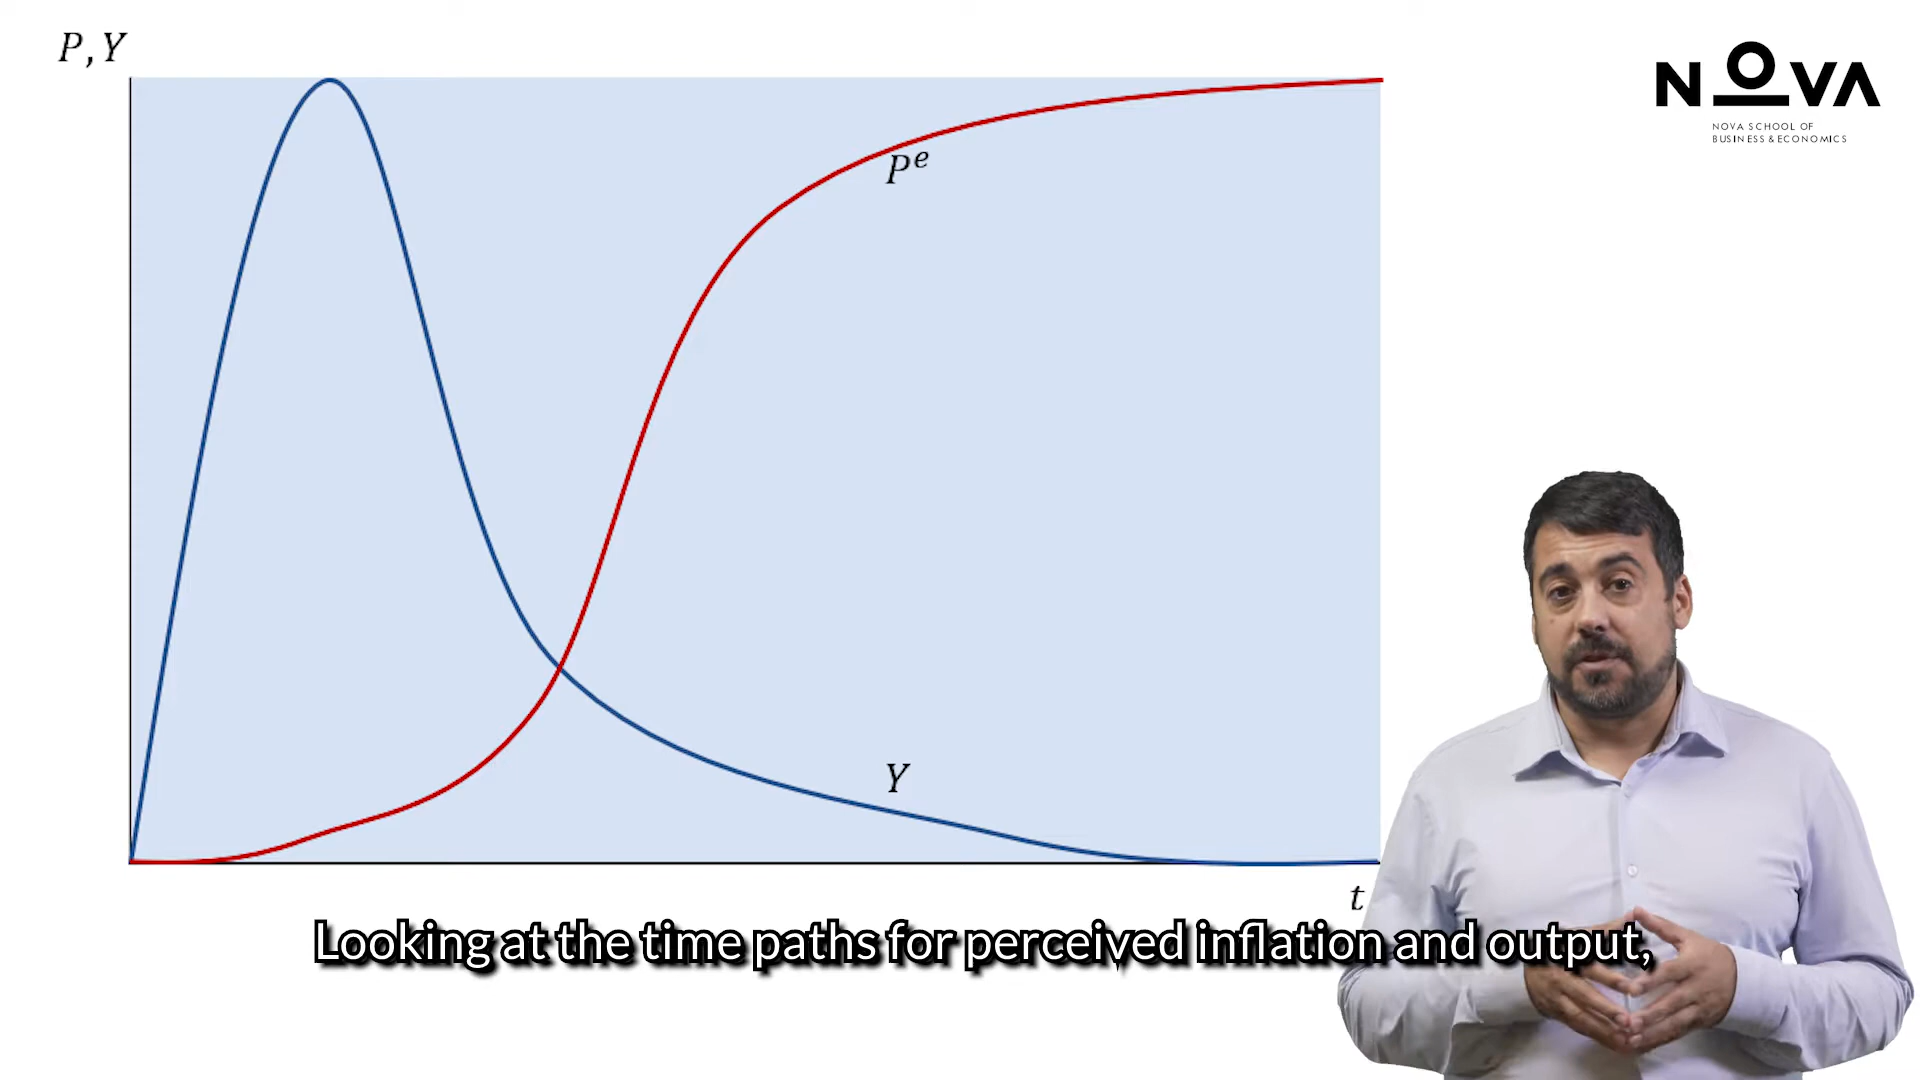 P, Y
NOVA
NOVA SCHOOL OF
BUSINESS & ECONOMICS
Pᵉ
Y
t
Looking at the time paths for perceived inflation and output,